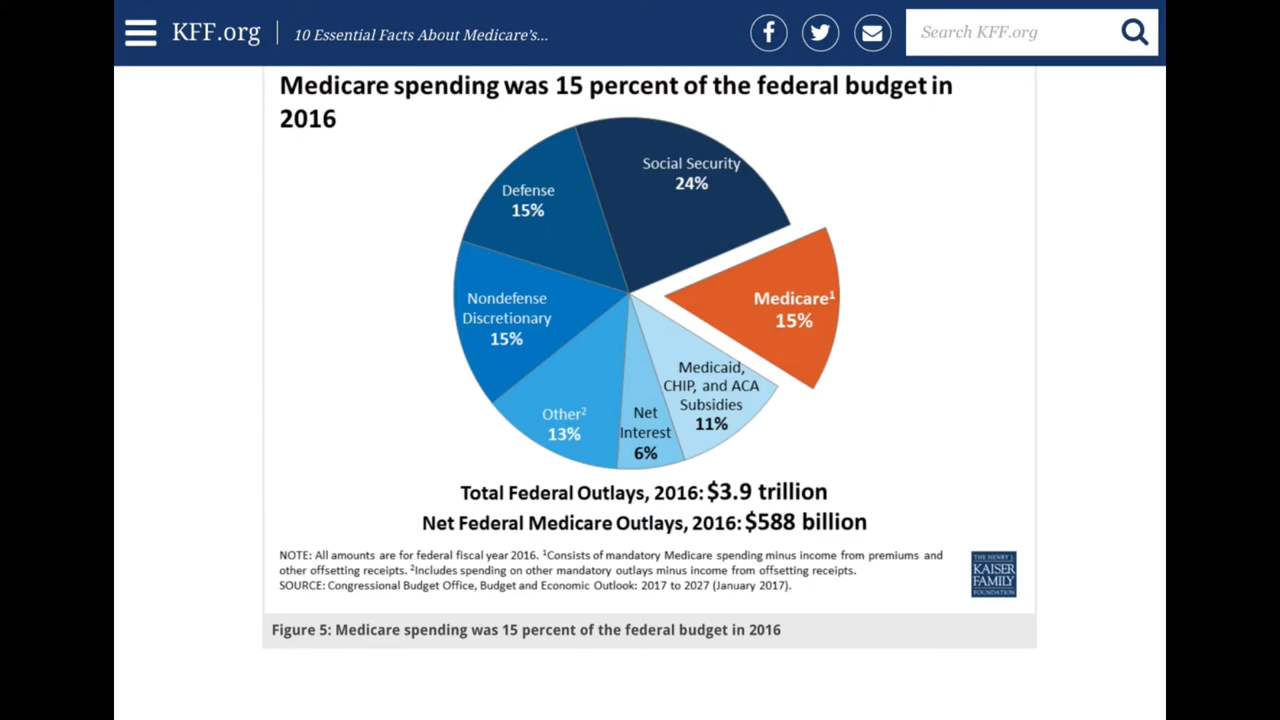 KFF.org
10 Essential Facts About Medicare's...
Search KFF.org
Medicare spending was 15 percent of the federal budget in
2016
Social Security
24%
Defense
15%
Medicare¹
15%
Nondefense
Discretionary
15%
Medicaid,
CHIP, and ACA
Subsidies
11%
Other²
13%
Net
Interest
6%
Total Federal Outlays, 2016: $3.9 trillion
Net Federal Medicare Outlays, 2016: $588 billion
NOTE: All amounts are for federal fiscal year 2016. ¹Consists of mandatory Medicare spending minus income from premiums and
other offsetting receipts. ²Includes spending on other mandatory outlays minus income from offsetting receipts.
SOURCE: Congressional Budget Office, Budget and Economic Outlook: 2017 to 2027 (January 2017).
THE HENRY J.
KAISER
FAMILY
FOUNDATION
Figure 5: Medicare spending was 15 percent of the federal budget in 2016